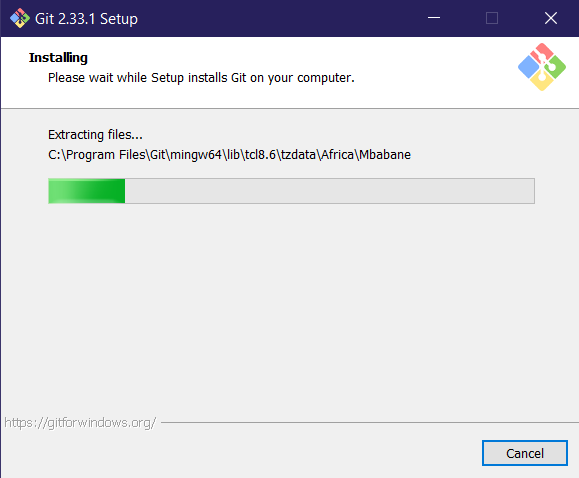 Git 2.33.1 Setup
Installing
Please wait while Setup installs Git on your computer.
Extracting files...
C:\Program Files\Git\mingw64\lib\tcl8.6\tzdata\Africa\Mbabane
https://gitforwindows.org/
Cancel